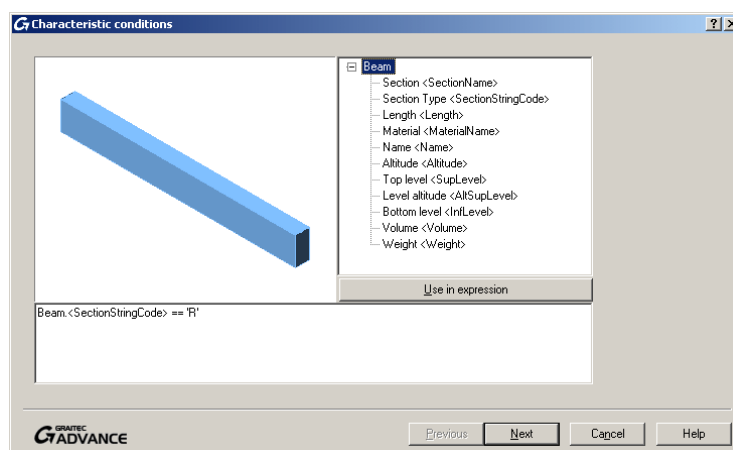 Characteristic conditions
Beam
Section <SectionName>
Section Type <SectionStringCode>
Length <Length>
Material <MaterialName>
Name <Name>
Altitude <Altitude>
Top level <SupLevel>
Level altitude <AltSupLevel>
Bottom level <InfLevel>
Volume <Volume>
Weight <Weight>
Use in expression
Beam.<SectionStringCode> == 'R'
GRAITEC
ADVANCE
Previous Next Cancel Help